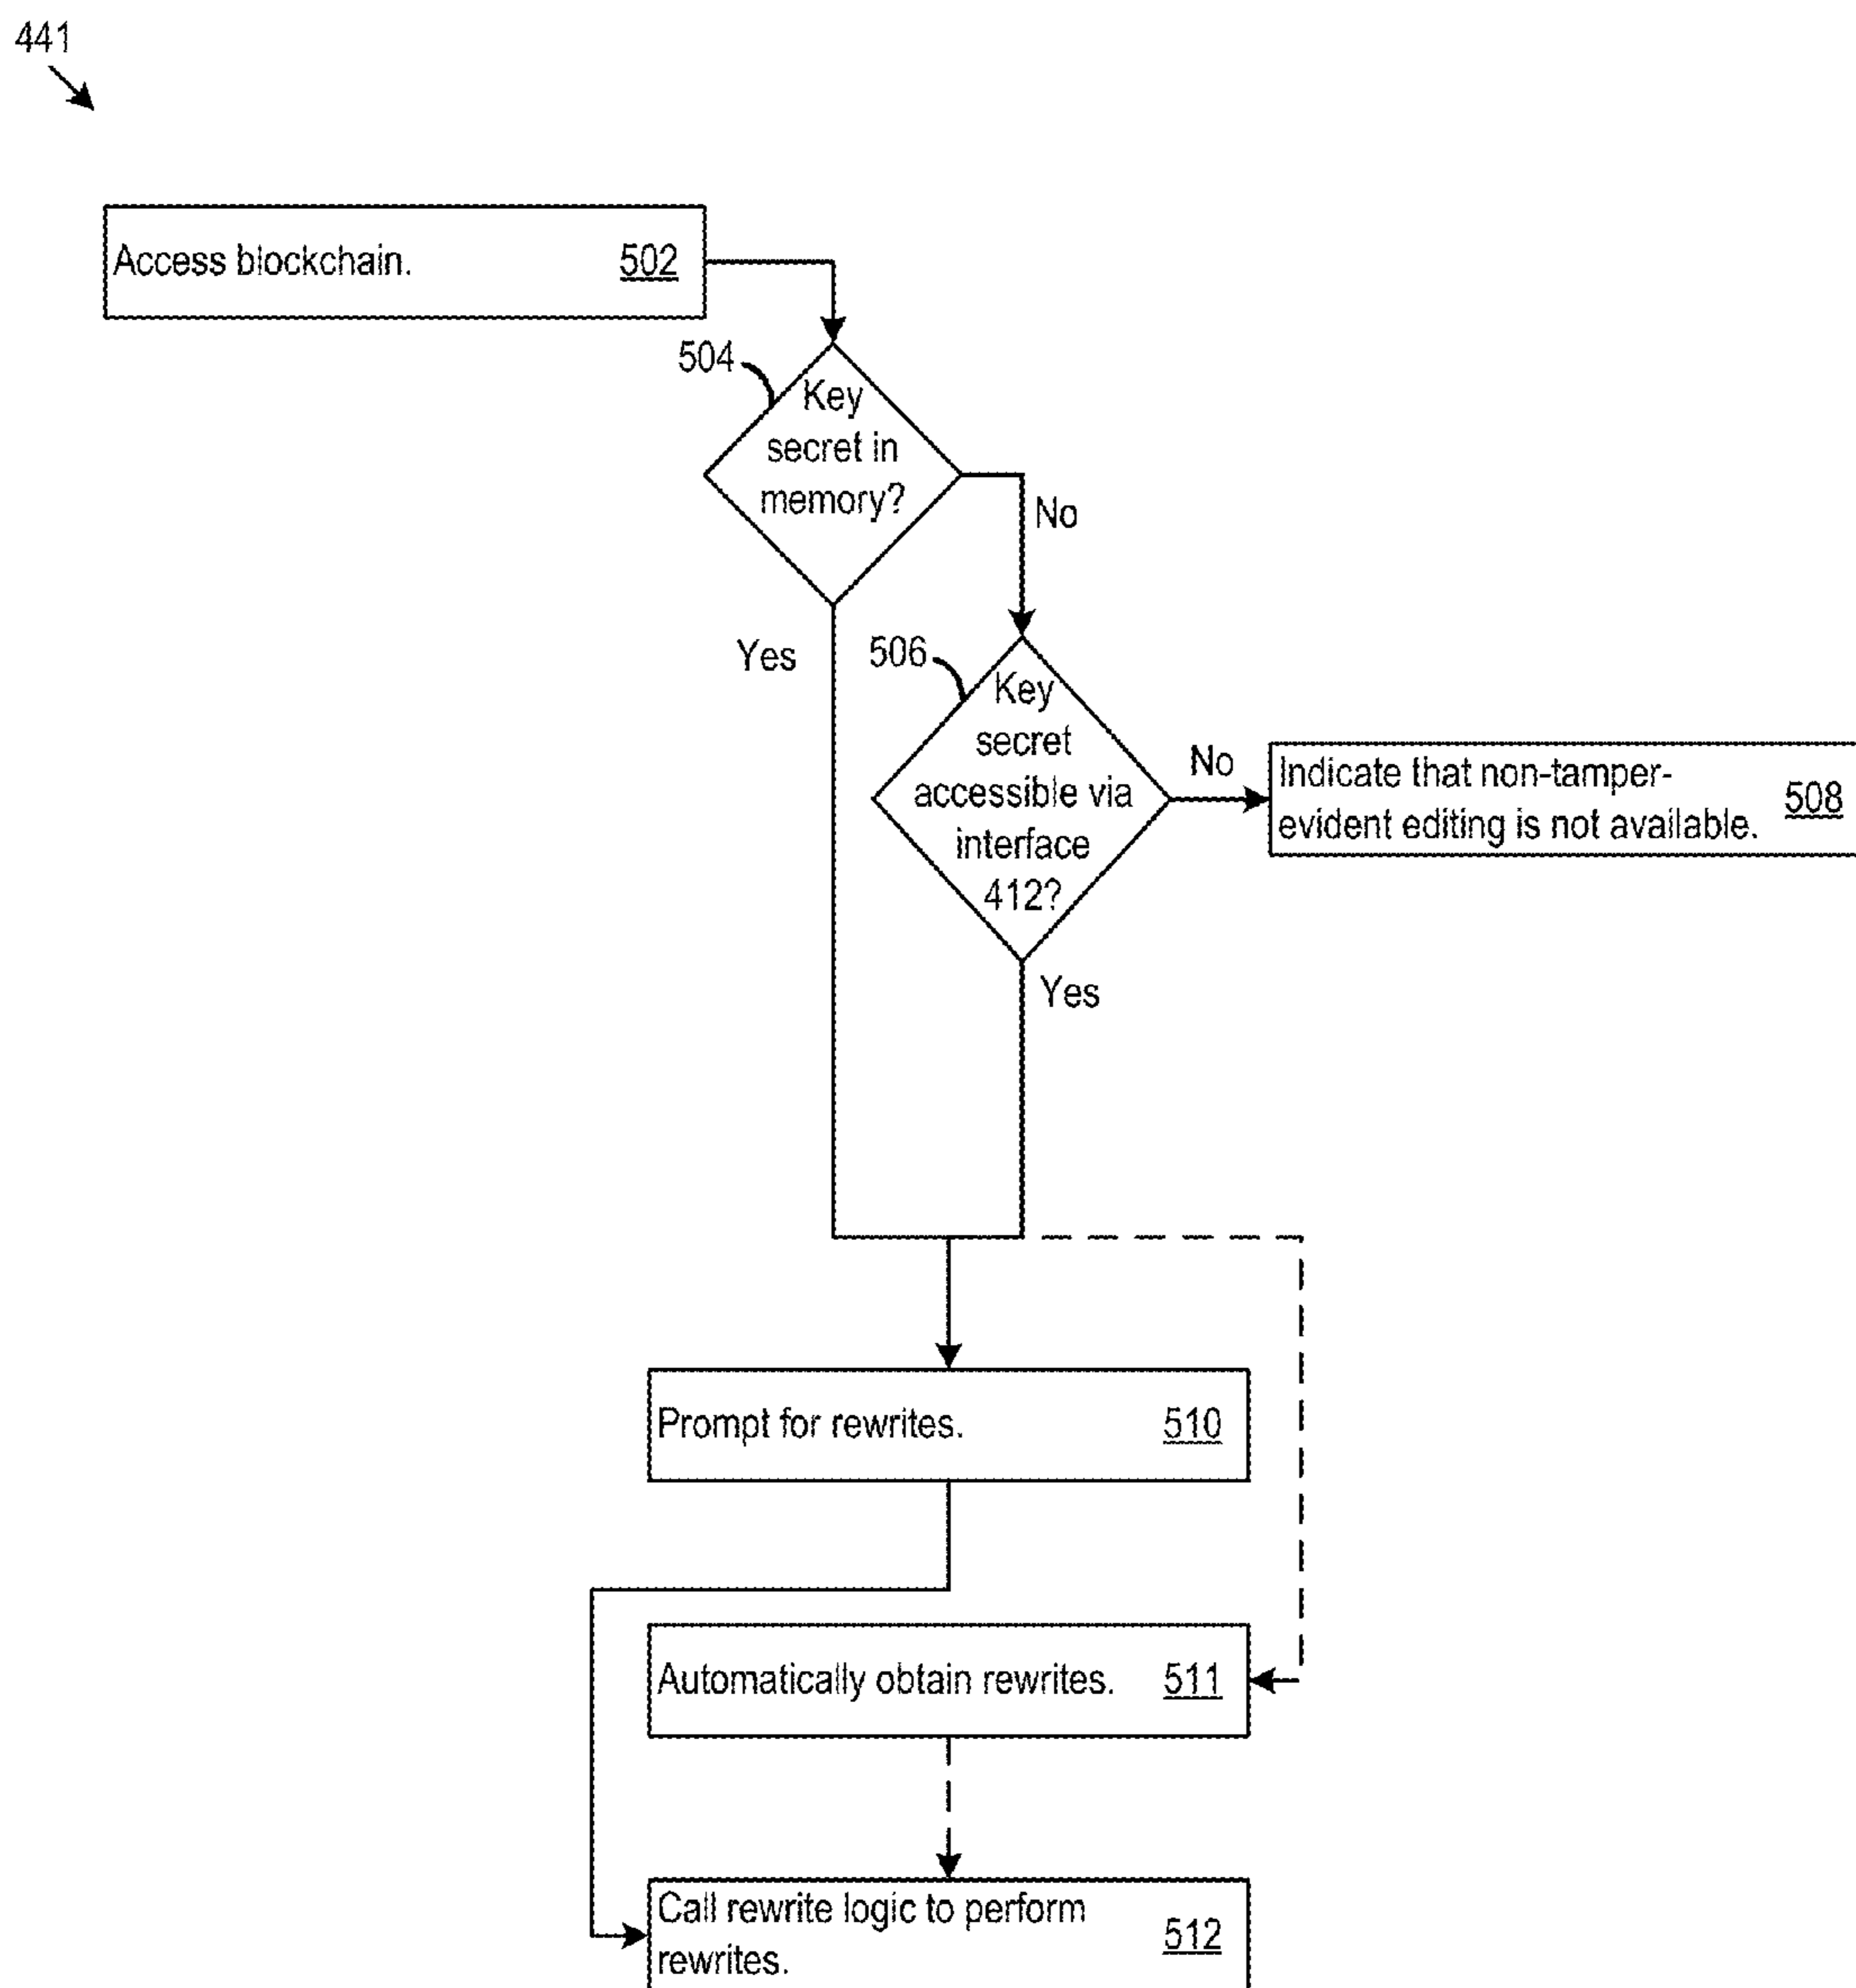 441
Access blockchain. 502
504
Key
secret in
memory?
No
Yes
506
Key
secret
accessible via
interface
412?
No
Indicate that non-tamper-
evident editing is not available. 508
Yes
Prompt for rewrites. 510
Automatically obtain rewrites. 511
Call rewrite logic to perform
rewrites. 512